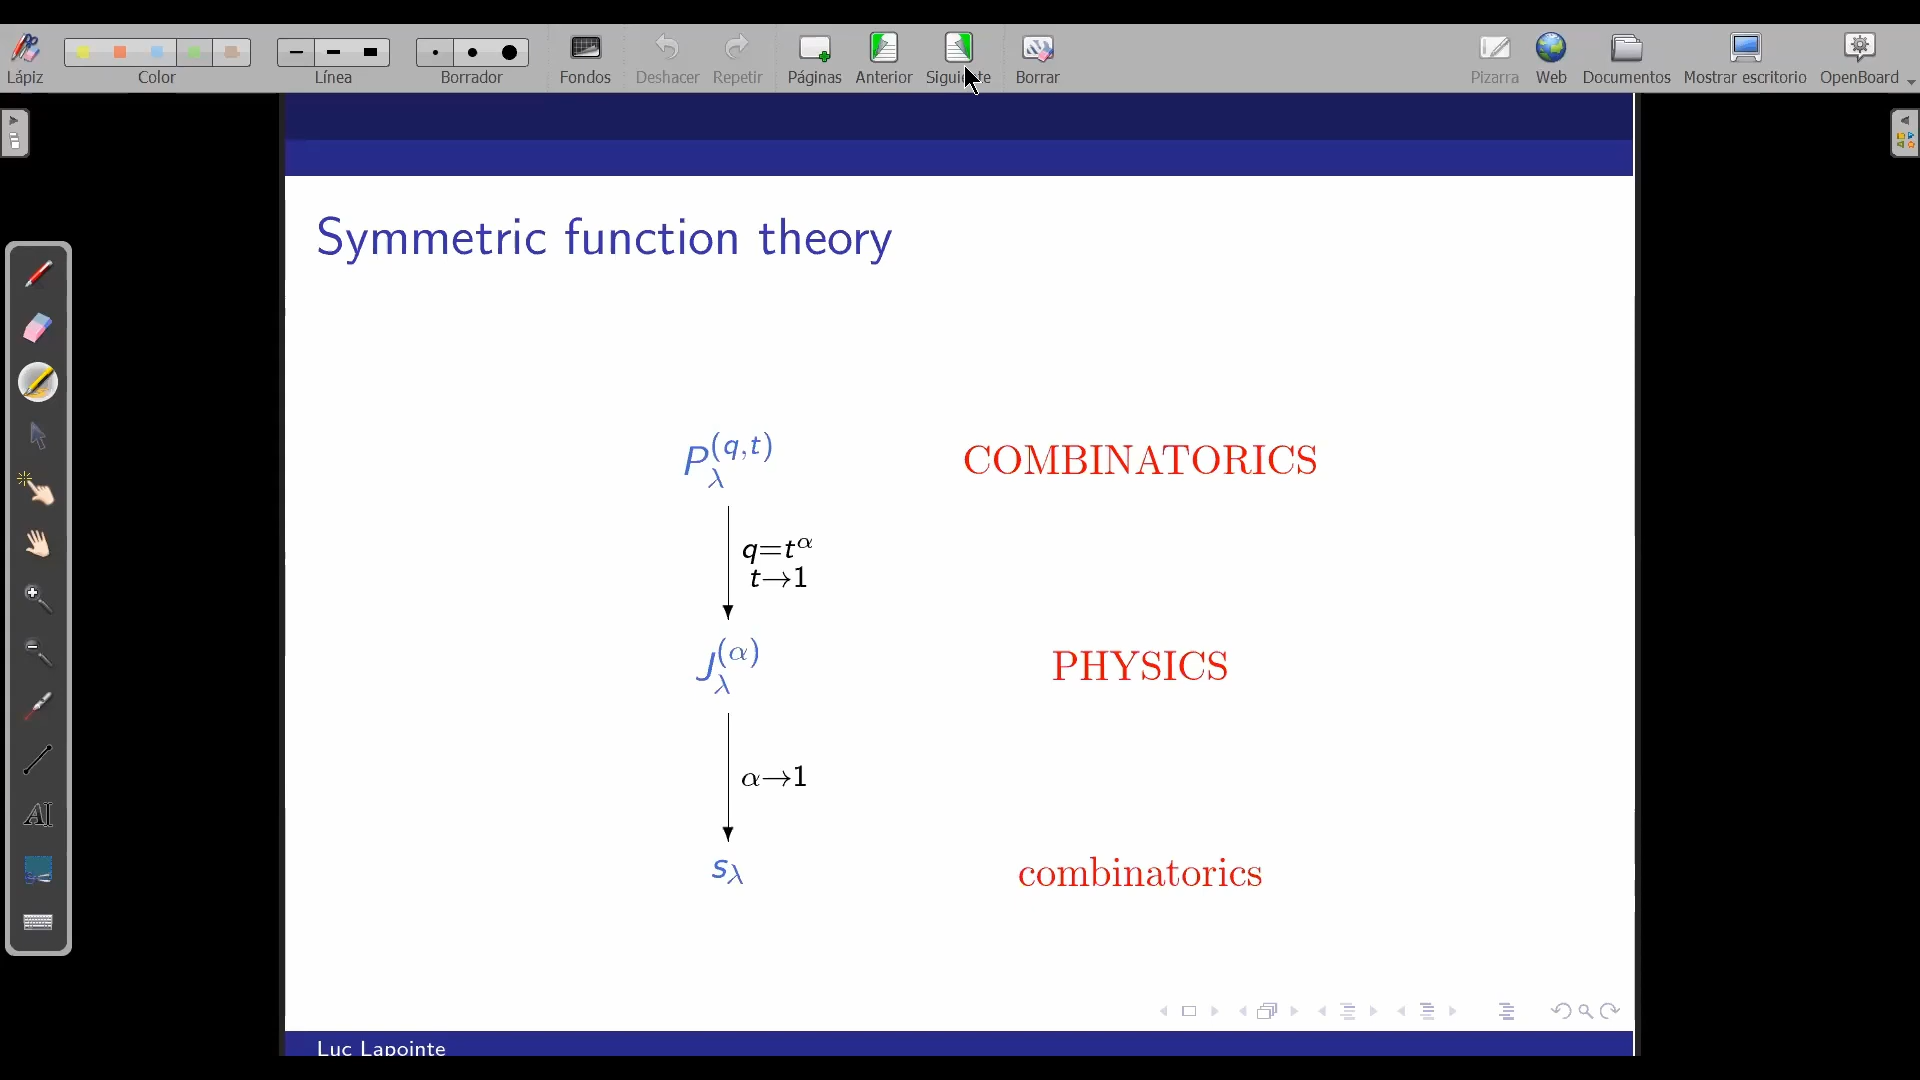 Lápiz Color Línea Borrador Fondos Deshacer Repetir Páginas Anterior Siguiente Borrar Pizarra Web Documentos Mostrar escritorio OpenBoard
Symmetric function theory
P_λ^{(q,t)} COMBINATORICS
q=t^α
t→1
J_λ^{(α)} PHYSICS
α→1
s_λ combinatorics
Luc Lapointe